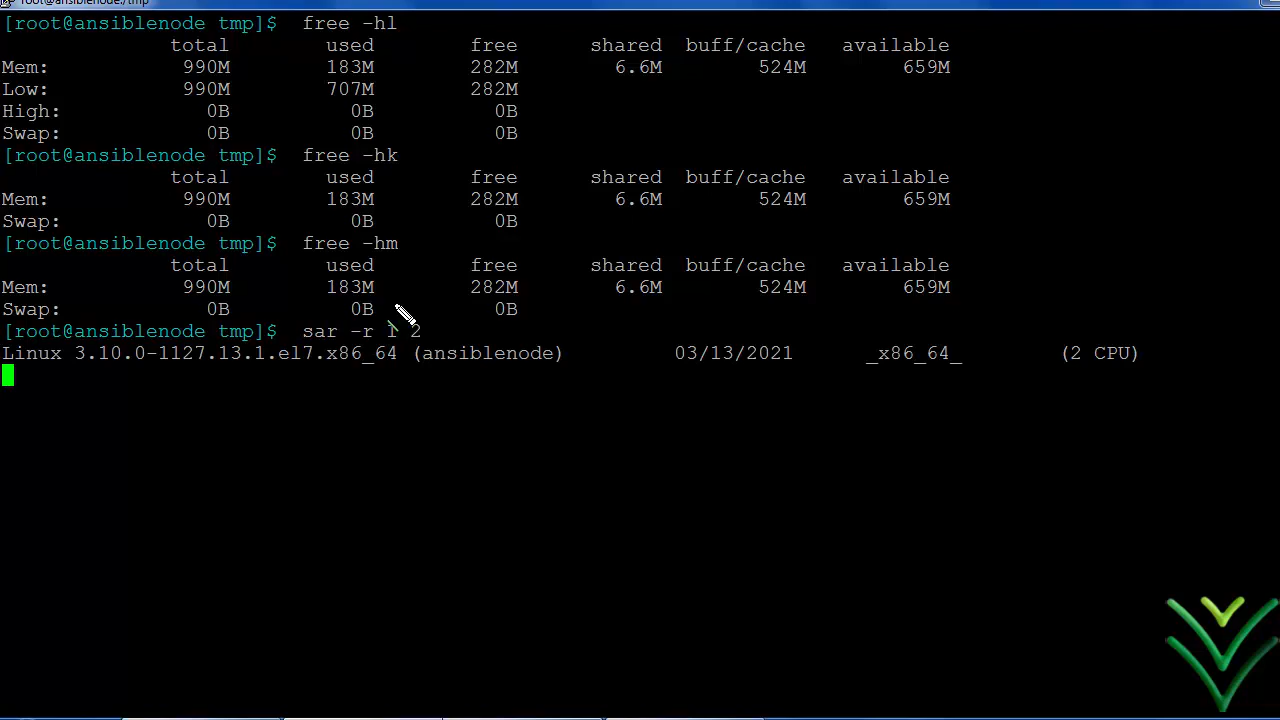 root@ansiblenode:/tmp
[root@ansiblenode tmp]$ free -hl
total used free shared buff/cache available
Mem: 990M 183M 282M 6.6M 524M 659M
Low: 990M 707M 282M
High: 0B 0B 0B
Swap: 0B 0B 0B
[root@ansiblenode tmp]$ free -hk
total used free shared buff/cache available
Mem: 990M 183M 282M 6.6M 524M 659M
Swap: 0B 0B 0B
[root@ansiblenode tmp]$ free -hm
total used free shared buff/cache available
Mem: 990M 183M 282M 6.6M 524M 659M
Swap: 0B 0B 0B
[root@ansiblenode tmp]$ sar -r 1 2
Linux 3.10.0-1127.13.1.el7.x86_64 (ansiblenode) 03/13/2021 _x86_64_ (2 CPU)